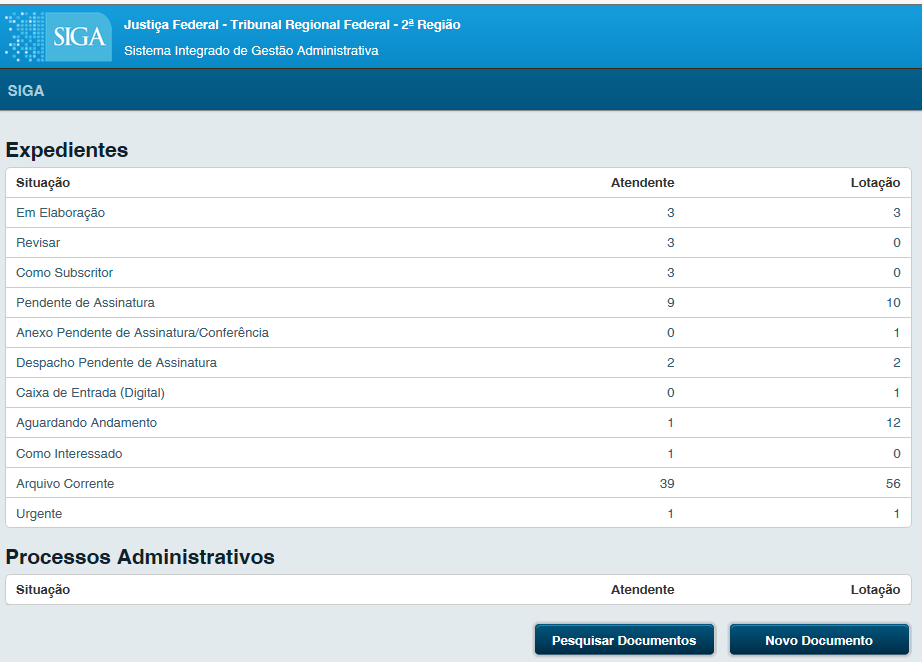 SIGA
Justiça Federal - Tribunal Regional Federal - 2ª Região
Sistema Integrado de Gestão Administrativa
SIGA
Expedientes
Situação Atendente Lotação
Em Elaboração 3 3
Revisar 3 0
Como Subscritor 3 0
Pendente de Assinatura 9 10
Anexo Pendente de Assinatura/Conferência 0 1
Despacho Pendente de Assinatura 2 2
Caixa de Entrada (Digital) 0 1
Aguardando Andamento 1 12
Como Interessado 1 0
Arquivo Corrente 39 56
Urgente 1 1
Processos Administrativos
Situação Atendente Lotação
Pesquisar Documentos Novo Documento